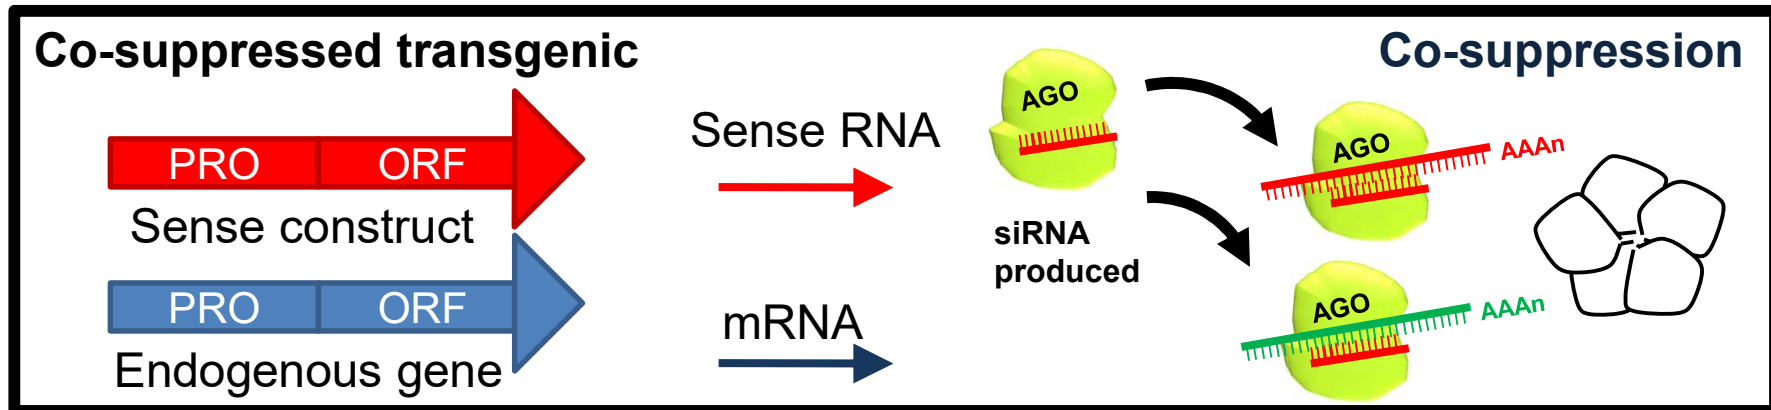 Co-suppressed transgenic
Co-suppression
PRO ORF
Sense construct
PRO ORF
Endogenous gene
Sense RNA
mRNA
AGO
siRNA
produced
AGO
AAAn
AGO
AAAn